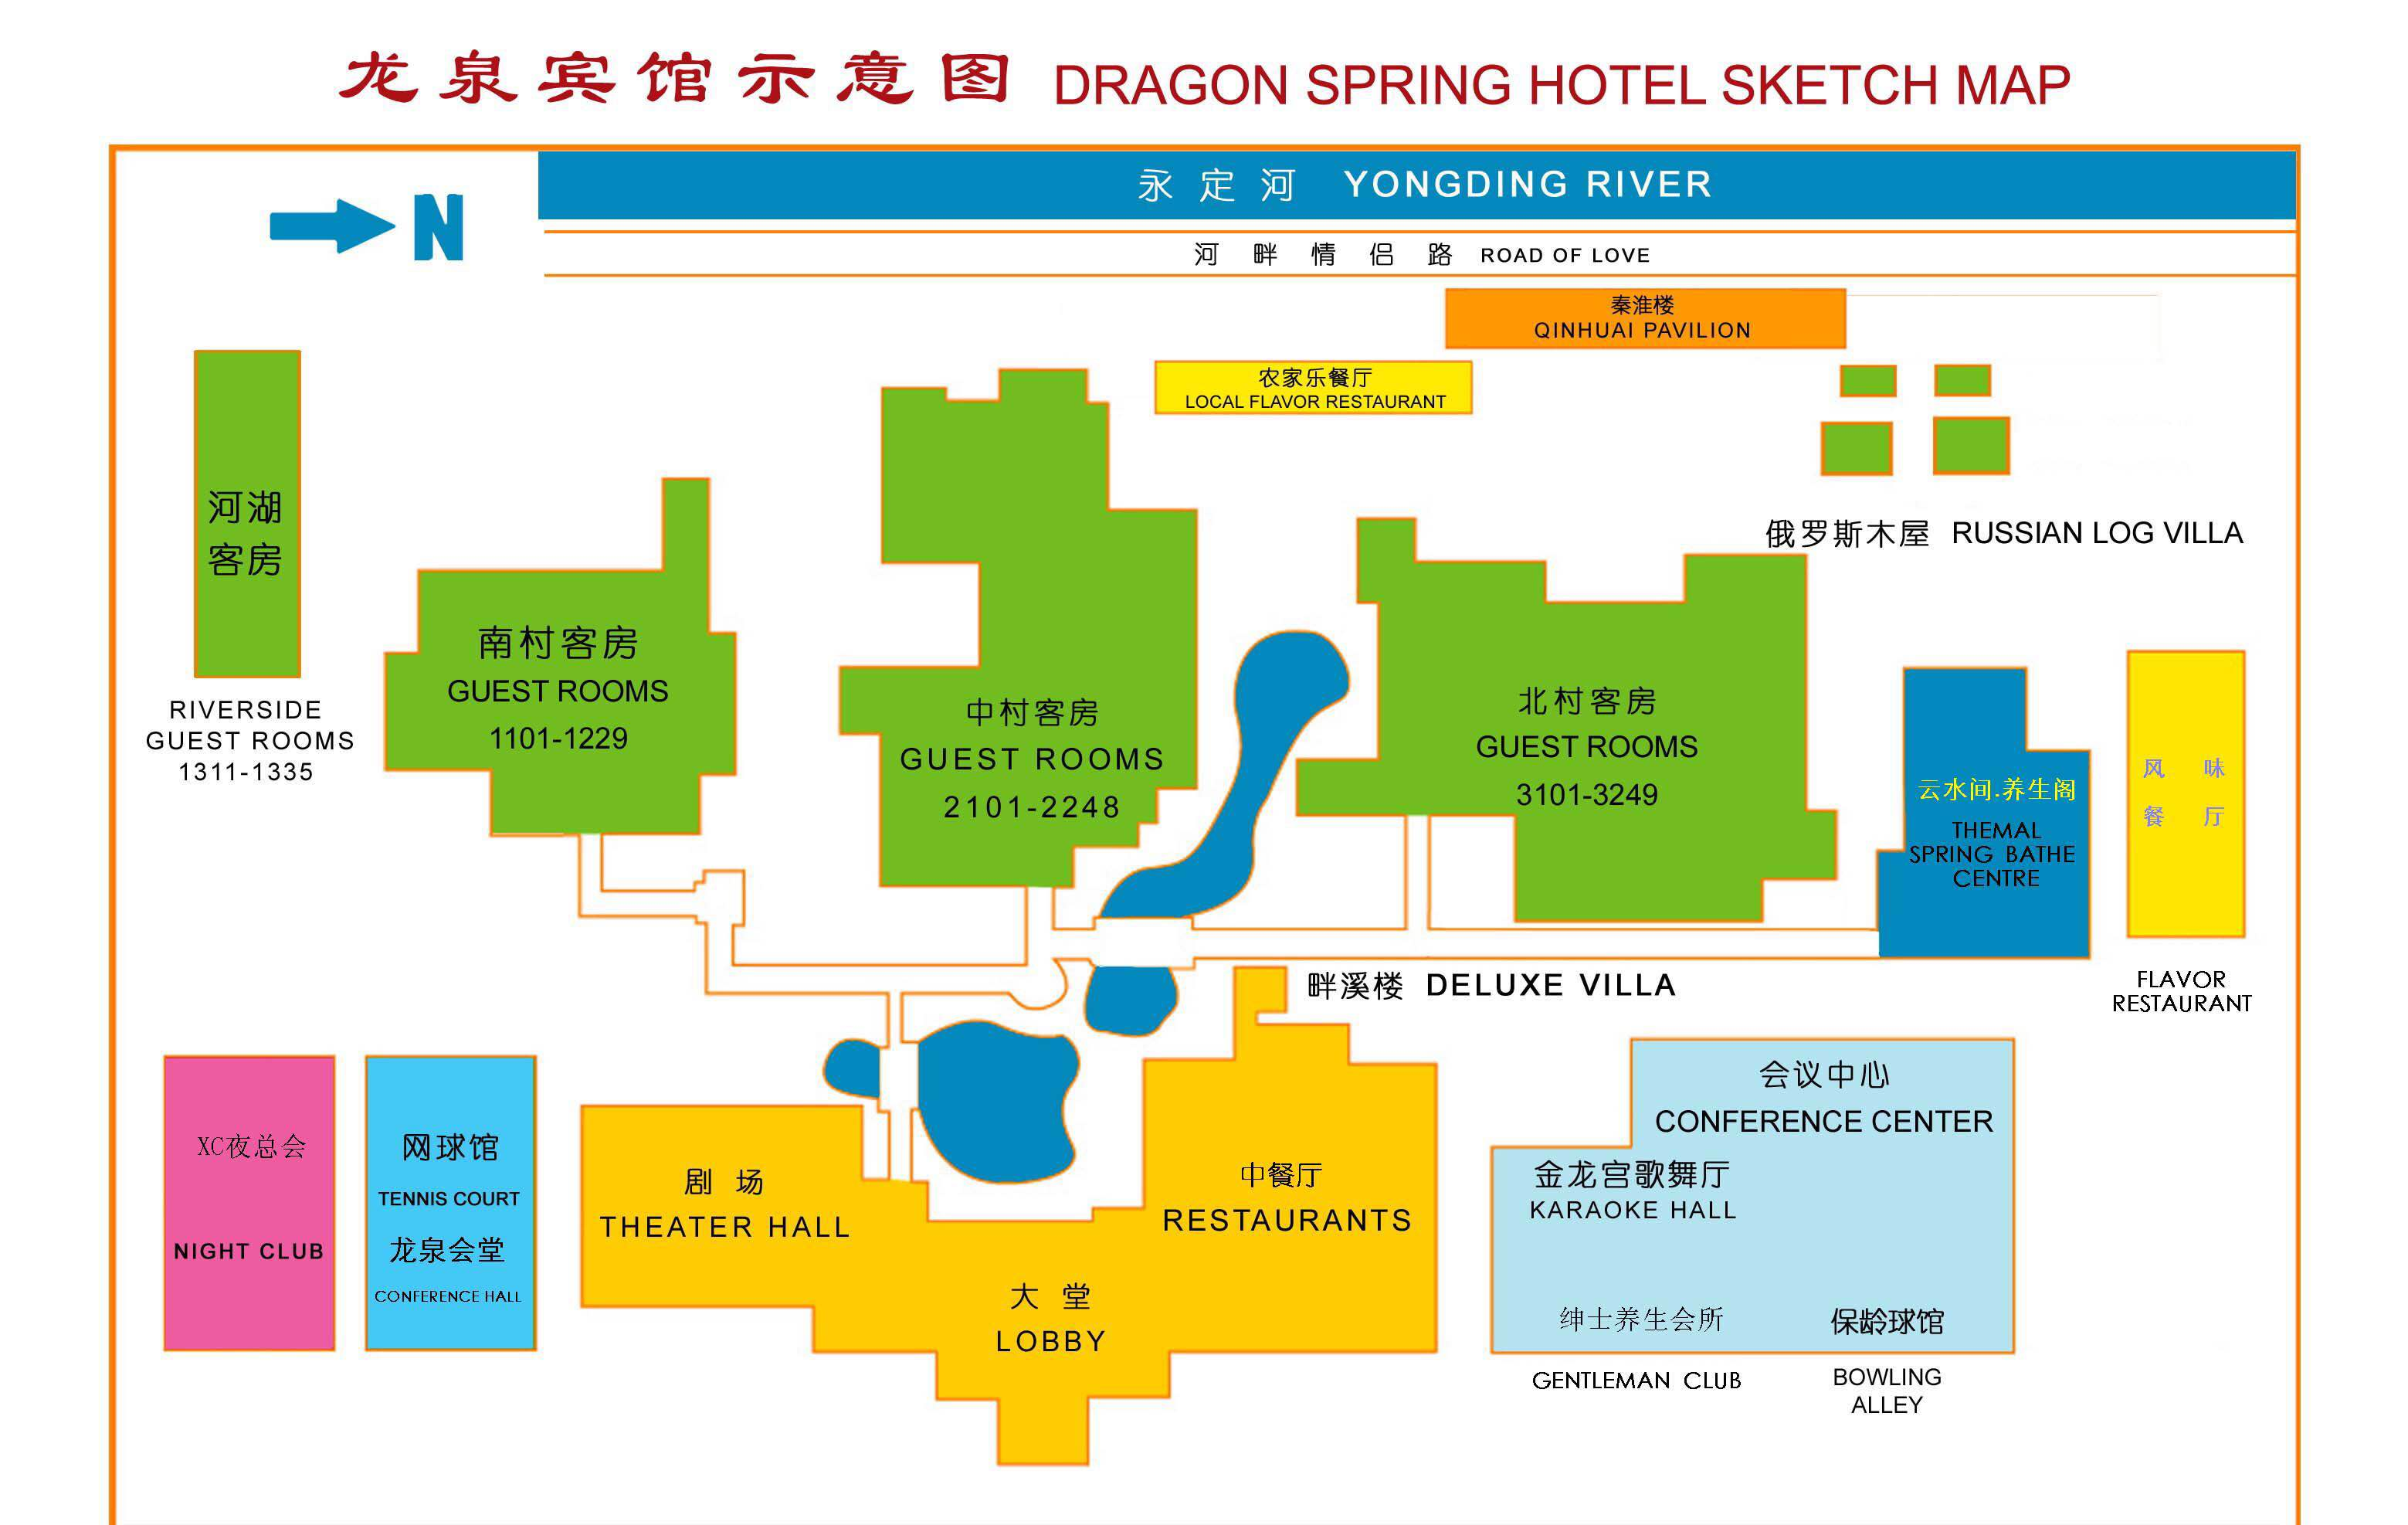 龙泉宾馆示意图 DRAGON SPRING HOTEL SKETCH MAP
永定河 YONGDING RIVER
N
河畔情侣路 ROAD OF LOVE
秦淮楼
QINHUAI PAVILION
农家乐餐厅
LOCAL FLAVOR RESTAURANT
俄罗斯木屋 RUSSIAN LOG VILLA
河湖
客房
RIVERSIDE
GUEST ROOMS
1311-1335
南村客房
GUEST ROOMS
1101-1229
中村客房
GUEST ROOMS
2101-2248
北村客房
GUEST ROOMS
3101-3249
云水间.养生阁
THEMAL
SPRING BATHE
CENTRE
风味
餐厅
FLAVOR
RESTAURANT
畔溪楼 DELUXE VILLA
XC夜总会
NIGHT CLUB
网球馆
TENNIS COURT
龙泉会堂
CONFERENCE HALL
剧场
THEATER HALL
中餐厅
RESTAURANTS
大堂
LOBBY
会议中心
CONFERENCE CENTER
金龙宫歌舞厅
KARAOKE HALL
绅士养生会所
GENTLEMAN CLUB
保龄球馆
BOWLING
ALLEY